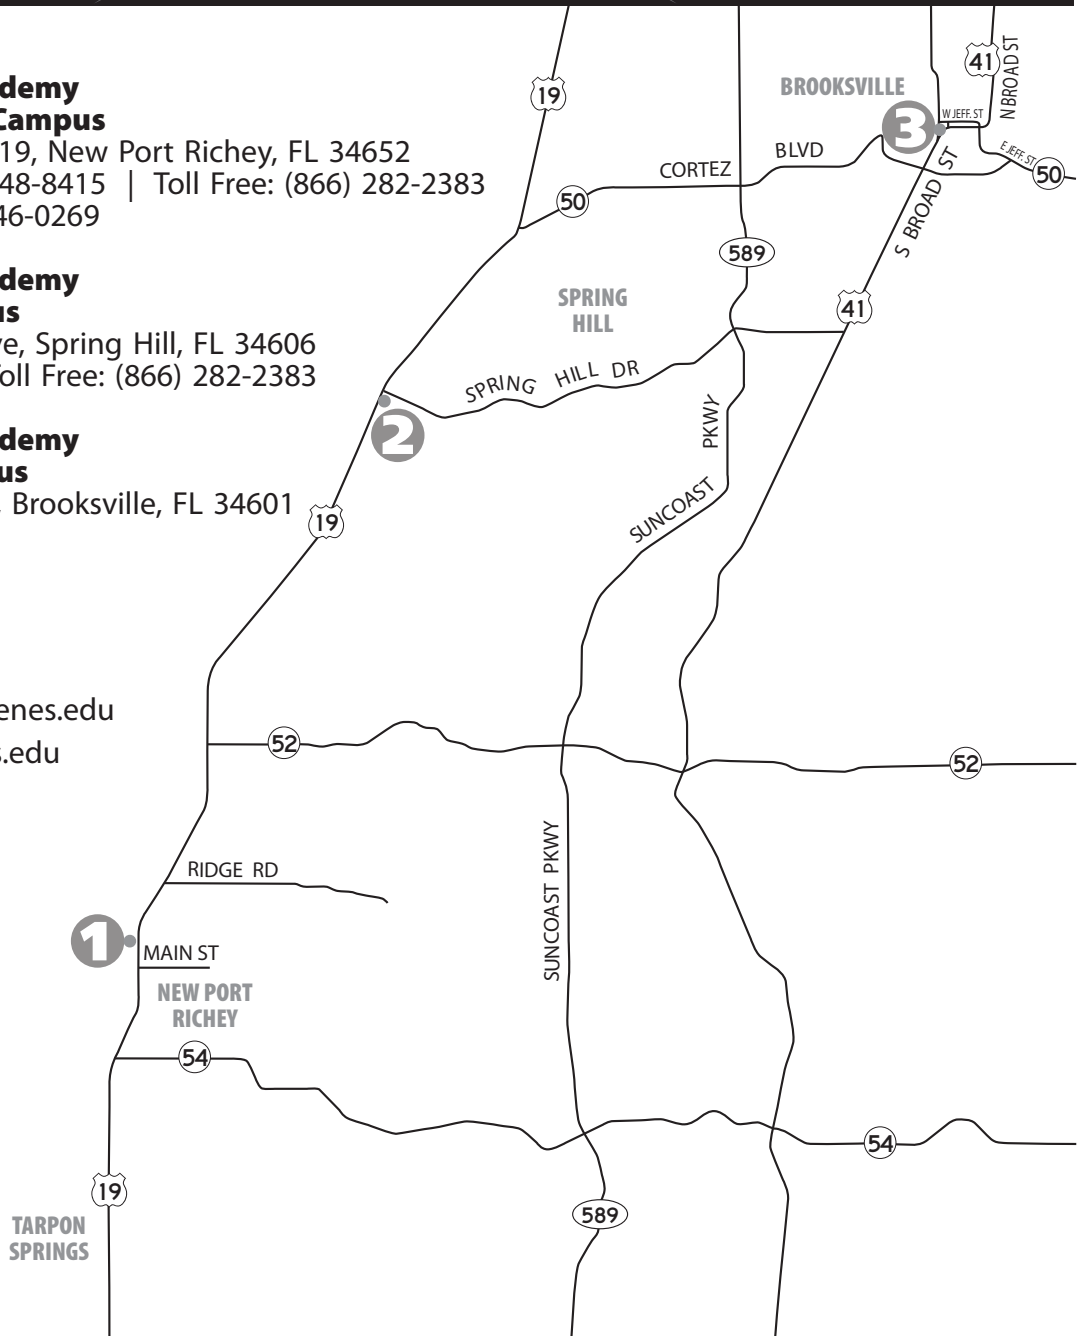 demy
Campus
19, New Port Richey, FL 34652
48-8415 | Toll Free: (866) 282-2383
46-0269
demy
us
ve, Spring Hill, FL 34606
Toll Free: (866) 282-2383
demy
us
, Brooksville, FL 34601
enes.edu
s.edu
19
41
N BROAD ST
BROOKSVILLE
W JEFF. ST
3
E JEFF. ST
50
CORTEZ BLVD
50
S BROAD ST
589
SPRING
HILL
41
SPRING HILL DR
2
SUNCOAST PKWY
19
52
52
SUNCOAST PKWY
RIDGE RD
1
MAIN ST
NEW PORT
RICHEY
54
54
19
589
TARPON
SPRINGS